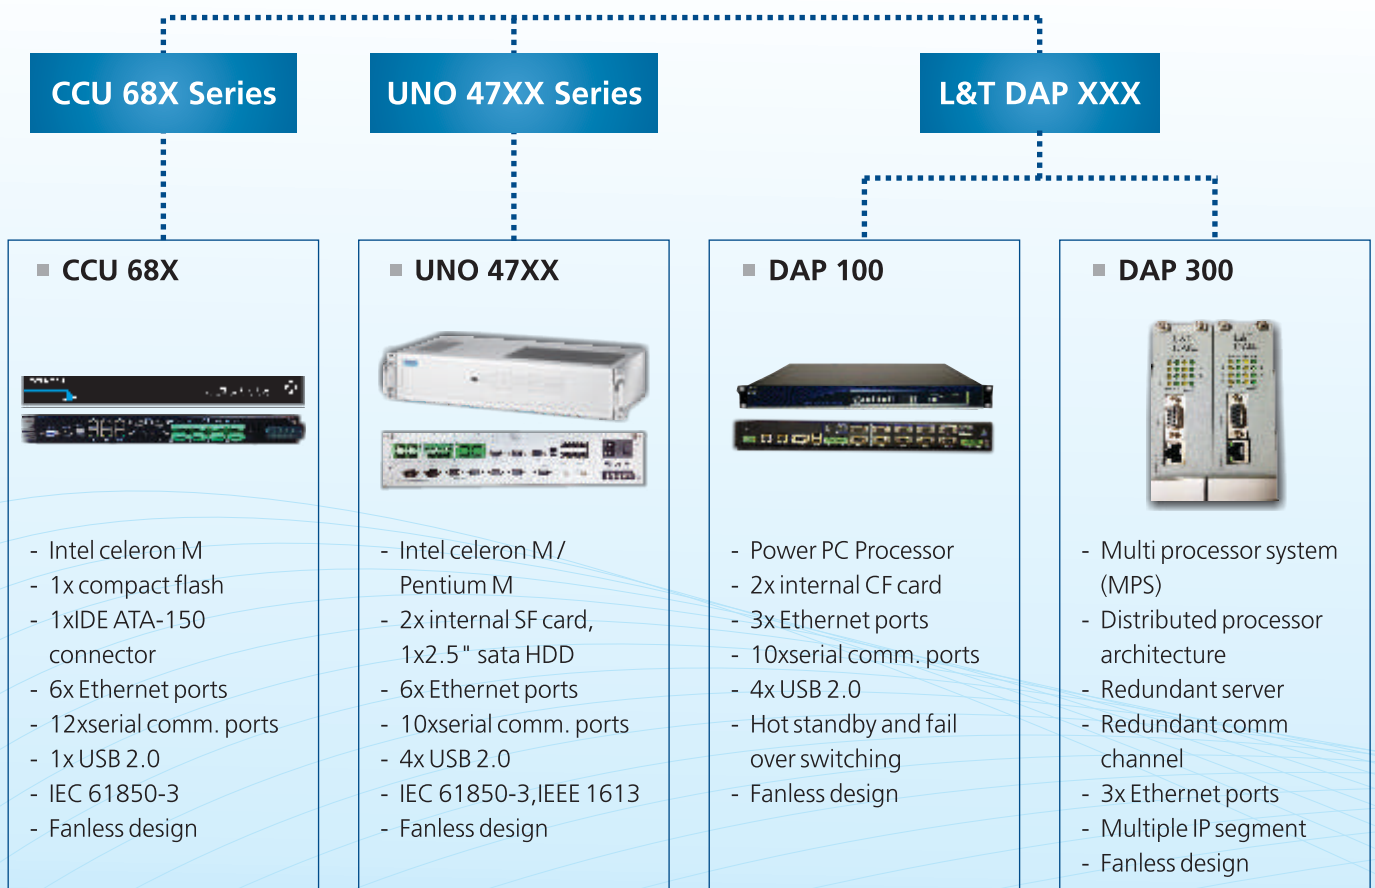 CCU 68X Series
UNO 47XX Series
L&T DAP XXX
CCU 68X
- Intel celeron M
- 1x compact flash
- 1xIDE ATA-150
connector
- 6x Ethernet ports
- 12xserial comm. ports
- 1x USB 2.0
- IEC 61850-3
- Fanless design
UNO 47XX
- Intel celeron M /
Pentium M
- 2x internal SF card,
1x2.5" sata HDD
- 6x Ethernet ports
- 10xserial comm. ports
- 4x USB 2.0
- IEC 61850-3,IEEE 1613
- Fanless design
DAP 100
- Power PC Processor
- 2x internal CF card
- 3x Ethernet ports
- 10xserial comm. ports
- 4x USB 2.0
- Hot standby and fail
over switching
- Fanless design
DAP 300
L&T
L&T
- Multi processor system
(MPS)
- Distributed processor
architecture
- Redundant server
- Redundant comm
channel
- 3x Ethernet ports
- Multiple IP segment
- Fanless design